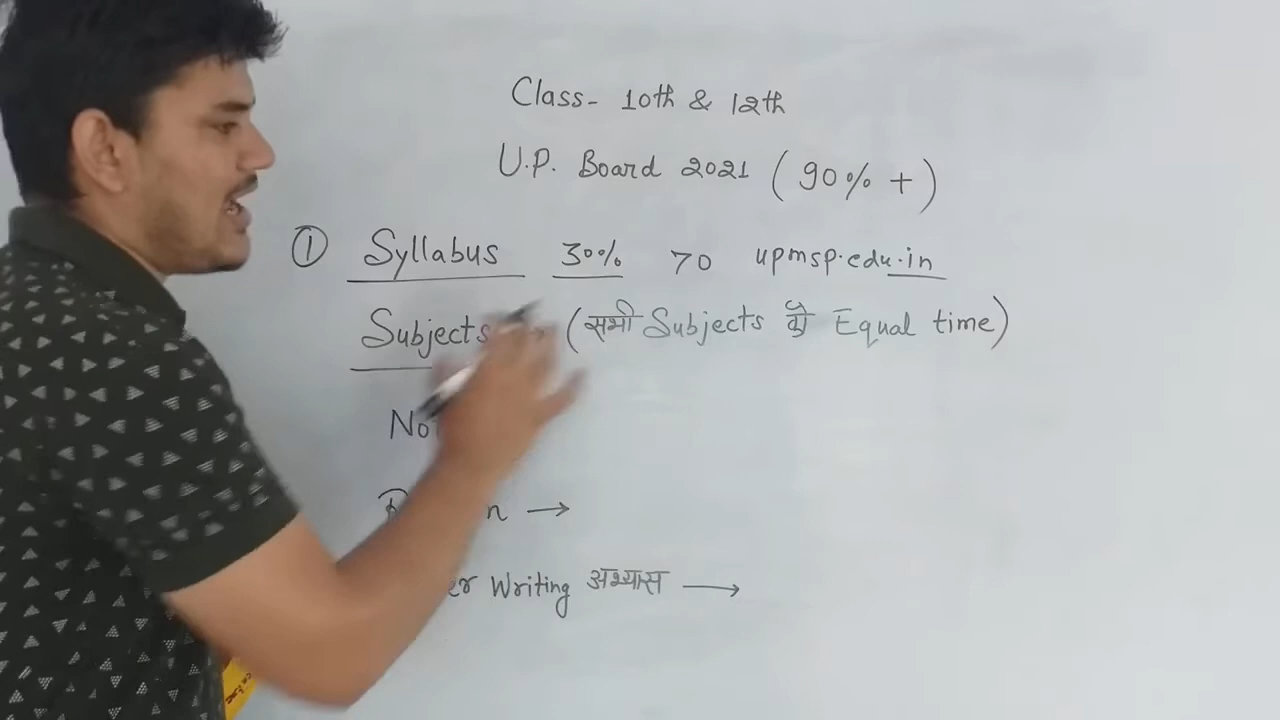 Class- 10th & 12th
U.P. Board 2021 (90% +)
① Syllabus 30% 70 upmsp.edu.in
Subjects (सभी Subjects को Equal time)
No
n →
er Writing अभ्यास →